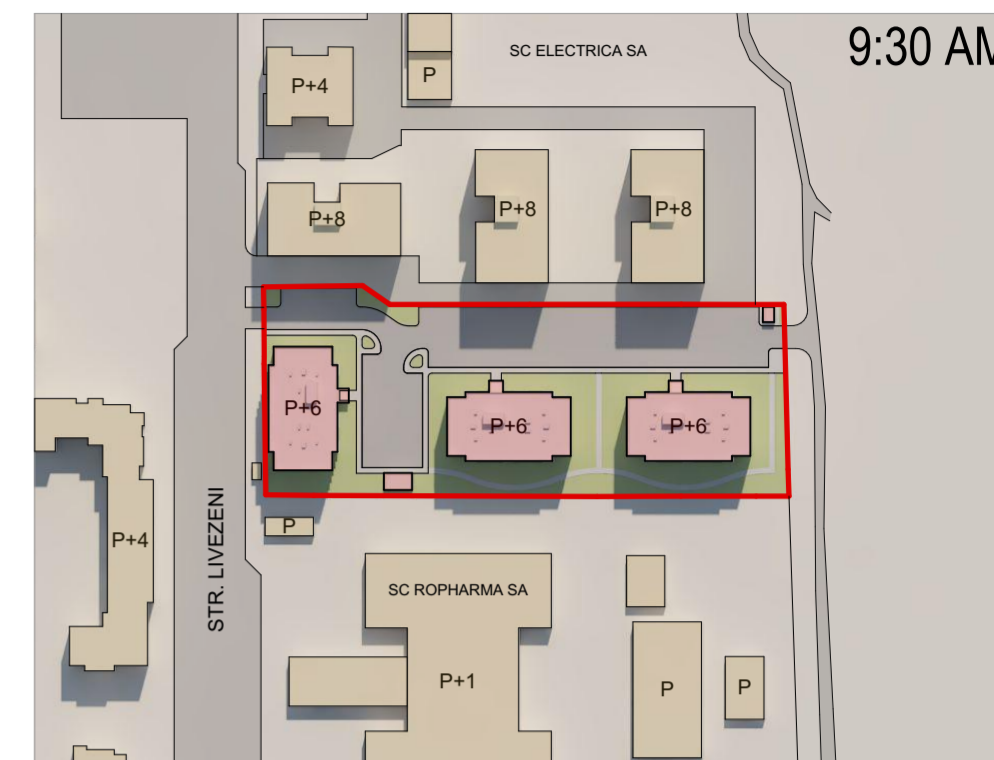 SC ELECTRICA SA
9:30 AM
P
P+4
P+8
P+8
P+8
P+6
P+6
P+6
STR. LIVEZENI
P
P+4
SC ROPHARMA SA
P+1
P
P